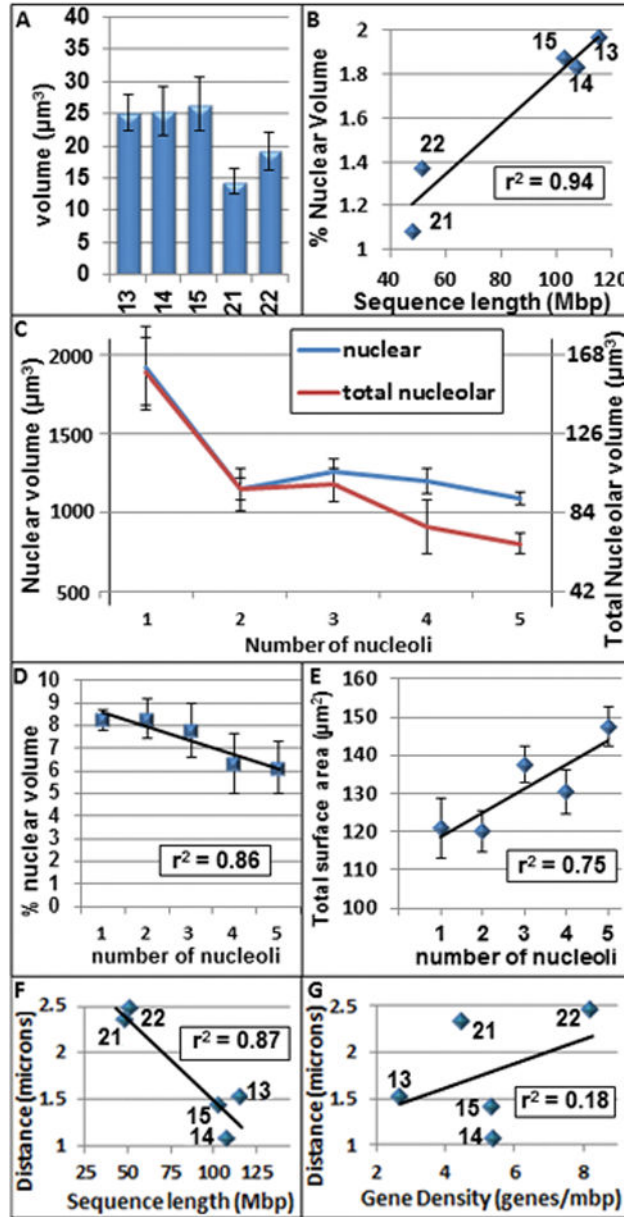 A
volume (µm³)
40
35
30
25
20
15
10
5
0
13
14
15
21
22
B
% Nuclear Volume
2
1.8
1.6
1.4
1.2
1
15
13
14
22
21
r² = 0.94
40 60 80 100 120
Sequence length (Mbp)
C
Nuclear volume (µm³)
2000
1500
1000
500
nuclear
total nucleolar
168
126
84
42
Total Nucleolar volume (µm³)
1 2 3 4 5
Number of nucleoli
D
% nuclear volume
10
9
8
7
6
5
4
3
2
1
0
r² = 0.86
1 2 3 4 5
number of nucleoli
E
Total surface area (µm²)
160
150
140
130
120
110
100
r² = 0.75
1 2 3 4 5
number of nucleoli
F
Distance (microns)
2.5
2
1.5
1
22
21
r² = 0.87
13
15
14
25 50 75 100 125
Sequence length (Mbp)
G
Distance (microns)
2.5
2
1.5
1
22
21
13
15
14
r² = 0.18
2 4 6 8
Gene Density (genes/mbp)